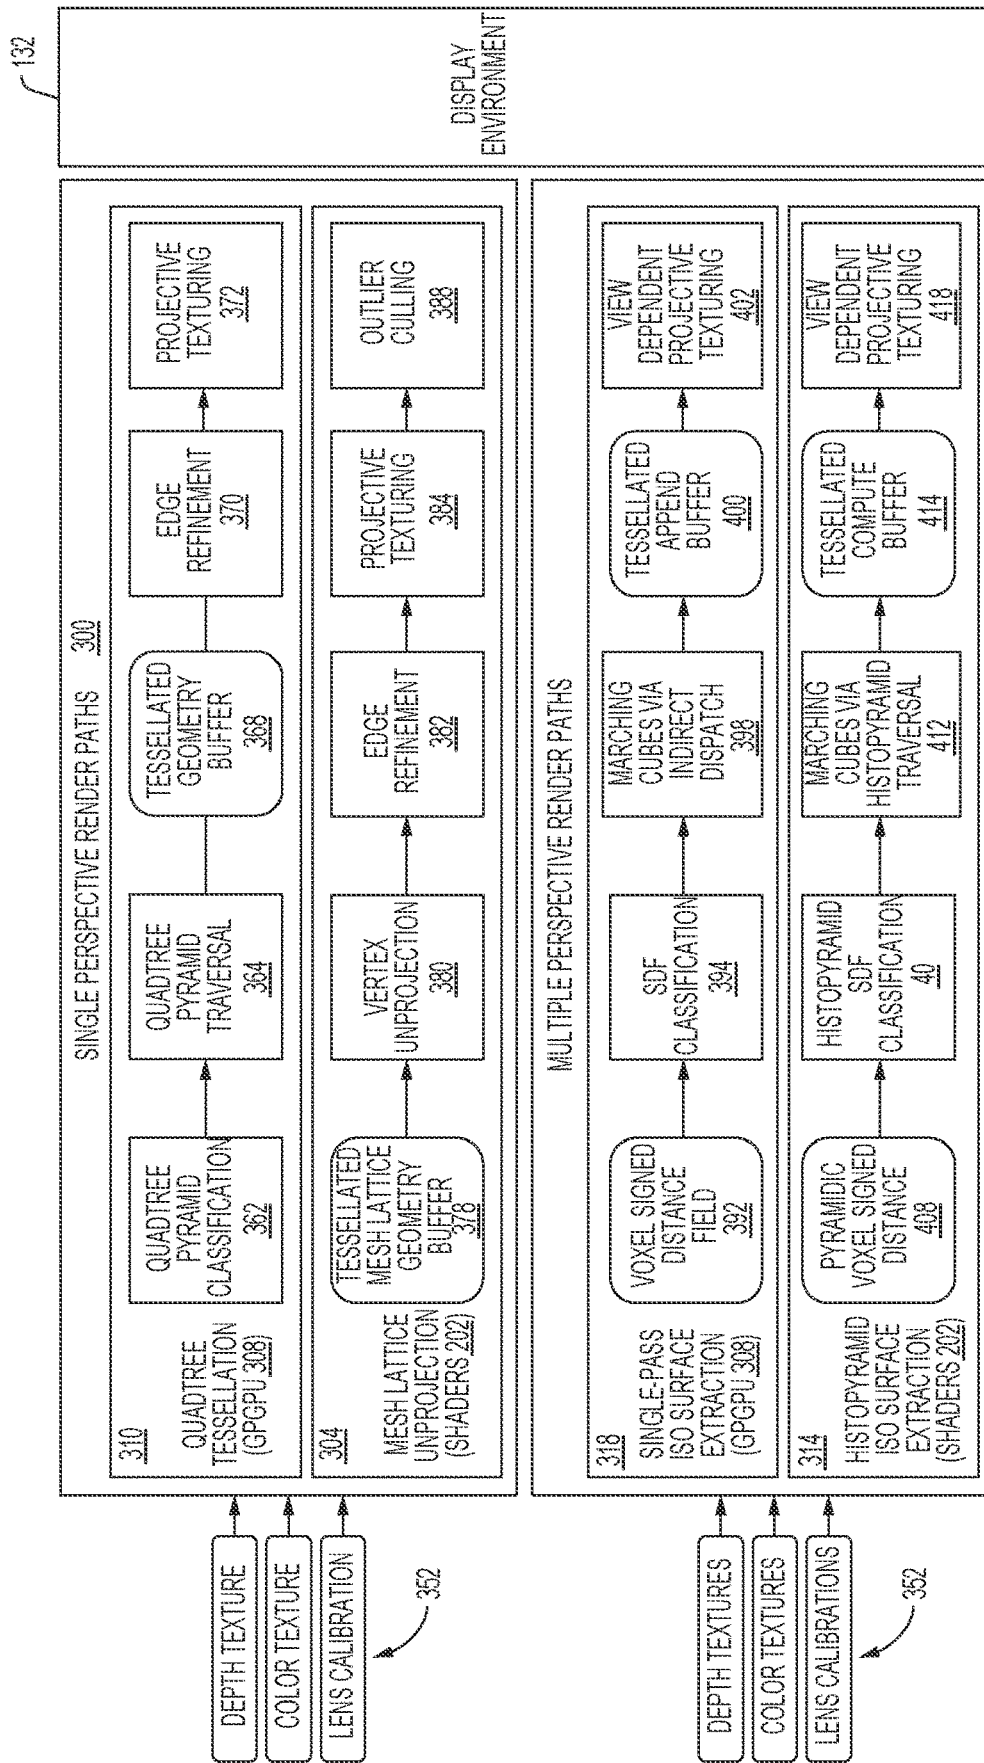 132
DISPLAY
ENVIRONMENT
SINGLE PERSPECTIVE RENDER PATHS 300
310
QUADTREE
TESSELLATION
(GPGPU 308)
QUADTREE
PYRAMID
CLASSIFICATION
362
QUADTREE
PYRAMID
TRAVERSAL
364
TESSELLATED
GEOMETRY
BUFFER
368
EDGE
REFINEMENT
370
PROJECTIVE
TEXTURING
372
304
MESH LATTICE
UNPROJECTION
(SHADERS 202)
TESSELLATED
MESH LATTICE
GEOMETRY
BUFFER
378
VERTEX
UNPROJECTION
380
EDGE
REFINEMENT
382
PROJECTIVE
TEXTURING
384
OUTLIER
CULLING
388
DEPTH TEXTURE
COLOR TEXTURE
LENS CALIBRATION
352
MULTIPLE PERSPECTIVE RENDER PATHS
318
SINGLE-PASS
ISO SURFACE
EXTRACTION
(GPGPU 308)
VOXEL SIGNED
DISTANCE
FIELD
392
SDF
CLASSIFICATION
394
MARCHING
CUBES VIA
INDIRECT
DISPATCH
398
TESSELLATED
APPEND
BUFFER
400
VIEW
DEPENDENT
PROJECTIVE
TEXTURING
402
314
HISTOPYRAMID
ISO SURFACE
EXTRACTION
(SHADERS 202)
PYRAMIDIC
VOXEL SIGNED
DISTANCE
408
HISTOPYRAMID
SDF
CLASSIFICATION
40
MARCHING
CUBES VIA
HISTOPYRAMID
TRAVERSAL
412
TESSELLATED
COMPUTE
BUFFER
414
VIEW
DEPENDENT
PROJECTIVE
TEXTURING
418
DEPTH TEXTURES
COLOR TEXTURES
LENS CALIBRATIONS
352